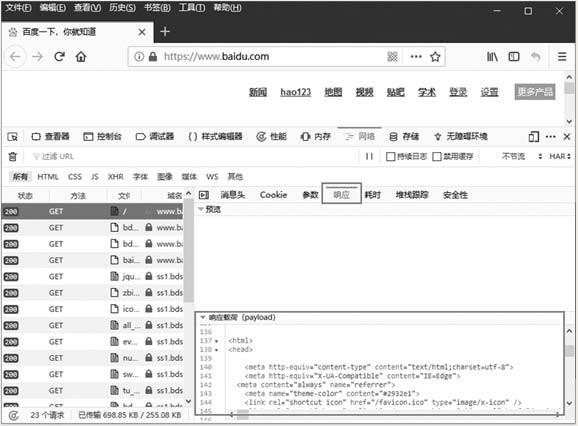 文件(F) 编辑(E) 查看(V) 历史(S) 书签(B) 工具(T) 帮助(H)
百度一下，你就知道
https://www.baidu.com
新闻 hao123 地图 视频 贴吧 学术 登录 设置 更多产品
查看器 控制台 调试器 {} 样式编辑器 性能 内存 网络 存储 无障碍环境
过滤 URL 持续日志 禁用缓存 不节流 HAR
所有 HTML CSS JS XHR 字体 图像 媒体 WS 其他
状态 方法 文件 域名 消息头 Cookie 参数 响应 耗时 堆栈跟踪 安全性
200 GET / www.ba
预览
200 GET bd... www.ba
200 GET bd... www.ba
200 GET bai... www.ba
200 GET jqu... ss1.bds
200 GET zbi... ss1.bds
200 GET ico... ss1.bds
200 GET all_... ss1.bds
响应载荷（payload）
200 GET ev... ss1.bds
136
137 <html>
200 GET nu... ss1.bds
138 <head>
139
200 GET sw... ss1.bds
140 <meta http-equiv="content-type" content="text/html;charset=utf-8">
141 <meta http-equiv="X-UA-Compatible" content="IE=Edge">
200 GET tu_... ss1.bds
142 <meta content="always" name="referrer">
143 <meta name="theme-color" content="#2932e1">
144 <link rel="shortcut icon" href="/favicon.ico" type="image/x-icon" />
145
23 个请求 已传输 698.85 KB / 255.08 KB